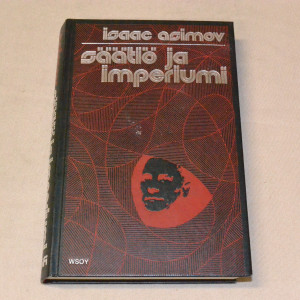 isaac asimov
säätiö ja
imperiumi
WSOY